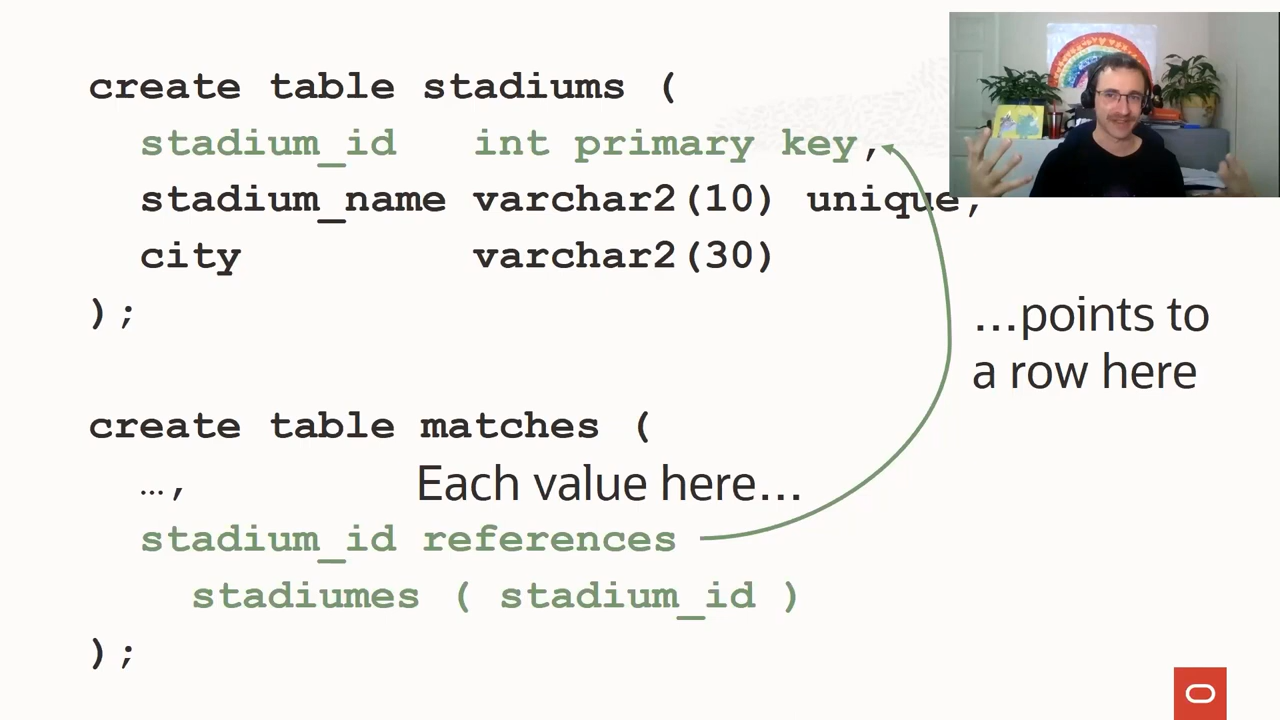 create table stadiums (
stadium_id int primary key,
stadium_name varchar2(10) unique,
city varchar2(30)
);
…points to
a row here
create table matches (
…,
Each value here…
stadium_id references
stadiumes ( stadium_id )
);